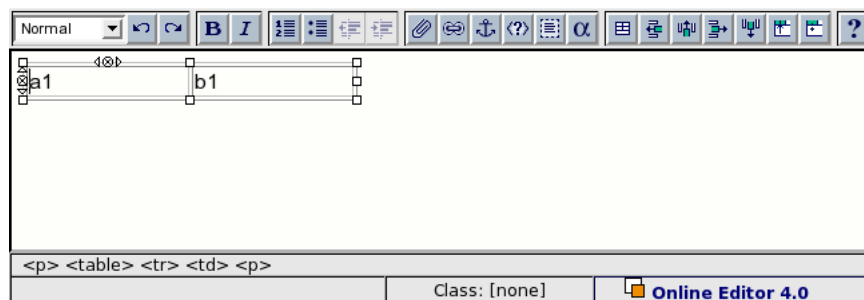 Normal B I <?> α ?
a1 b1
<p> <table> <tr> <td> <p>
Class: [none] Online Editor 4.0